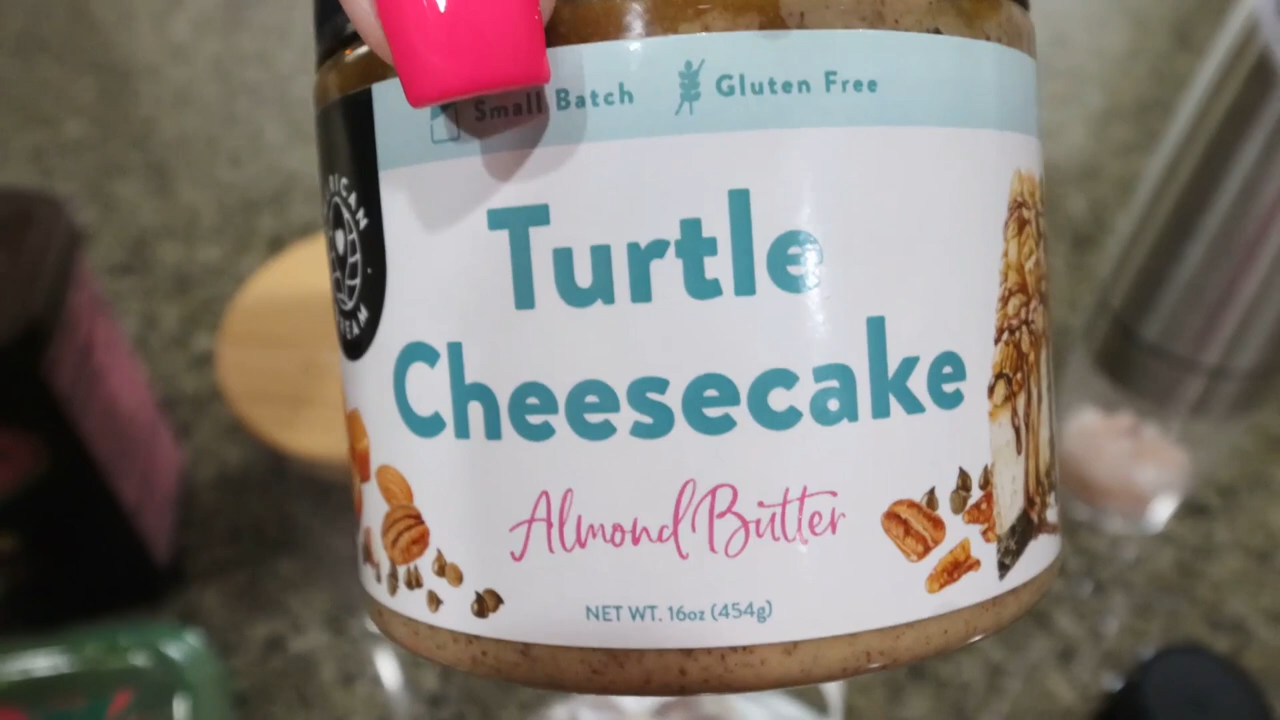 Small Batch
Gluten Free
Turtle
Cheesecake
Almond Butter
NET WT. 16oz (454g)